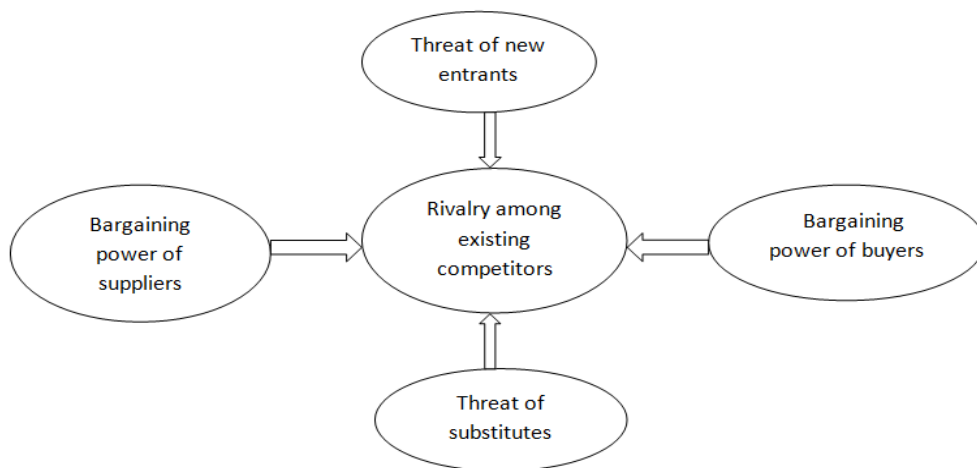 Threat of new
entrants
Bargaining
power of
suppliers
Rivalry among
existing
competitors
Bargaining
power of buyers
Threat of
substitutes